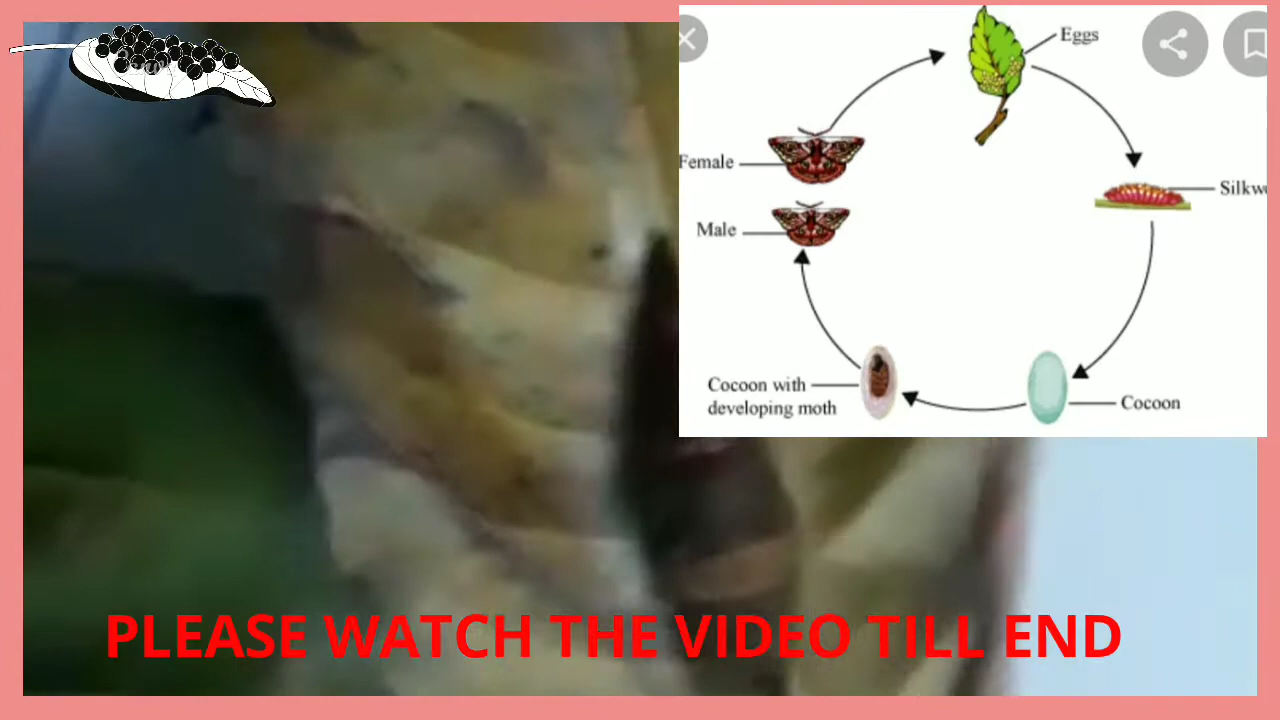 Eggs
Female
Male
Cocoon with
developing moth
Cocoon
PLEASE WATCH THE VIDEO TILL END